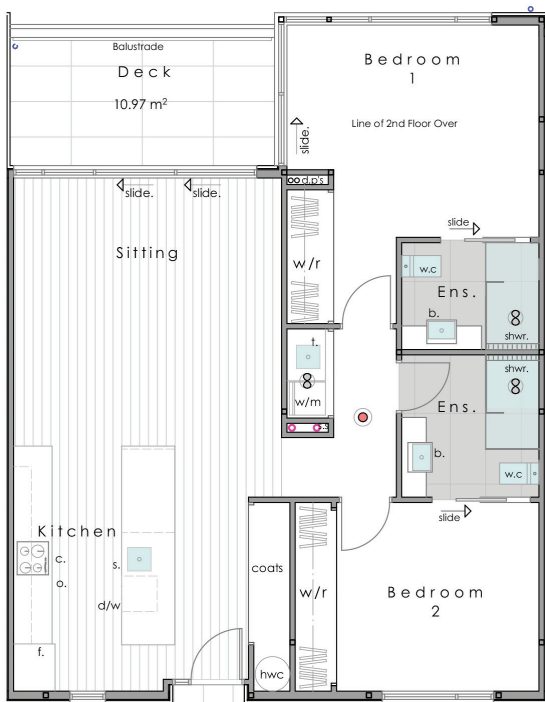 Balustrade
Deck
10.97 m²
Bedroom
1
Line of 2nd Floor Over
slide.
d.p's
slide.
slide.
slide
Sitting
w/r
w.c
Ens.
b.
shwr.
t.
w/m
shwr.
Ens.
b.
w.c
slide
Kitchen
c.
o.
s.
d/w
f.
coats
w/r
Bedroom
2
hwc